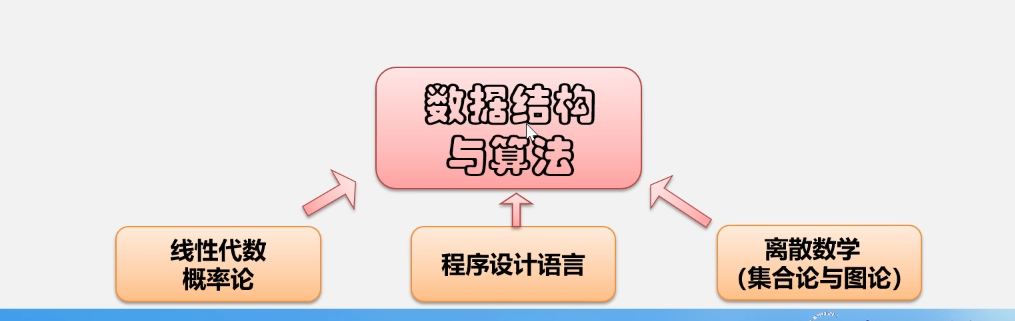 数据结构
与算法
线性代数
概率论
程序设计语言
离散数学
（集合论与图论）